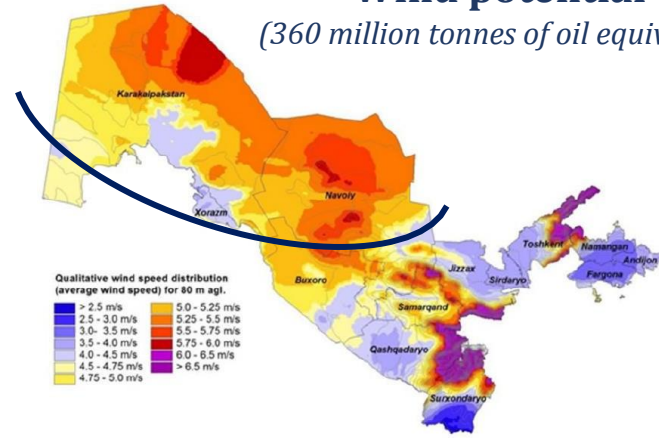 Wind potential
(360 million tonnes of oil equiv
Karakalpakstan
Navoiy
Xorazm
Toshkent
Namangan
Andijon
Fargona
Jizzax
Sirdaryo
Buxoro
Samarqand
Qashqadaryo
Surxondaryo
Qualitative wind speed distribution
(average wind speed) for 80 m agl.
> 2.5 m/s
2.5 - 3.0 m/s
3.0- 3.5 m/s
3.5 - 4.0 m/s
4.0 - 4.5 m/s
4.5 - 4.75 m/s
4.75 - 5.0 m/s
5.0 - 5.25 m/s
5.25 - 5.5 m/s
5.5 - 5.75 m/s
5.75 - 6.0 m/s
6.0 - 6.5 m/s
> 6.5 m/s